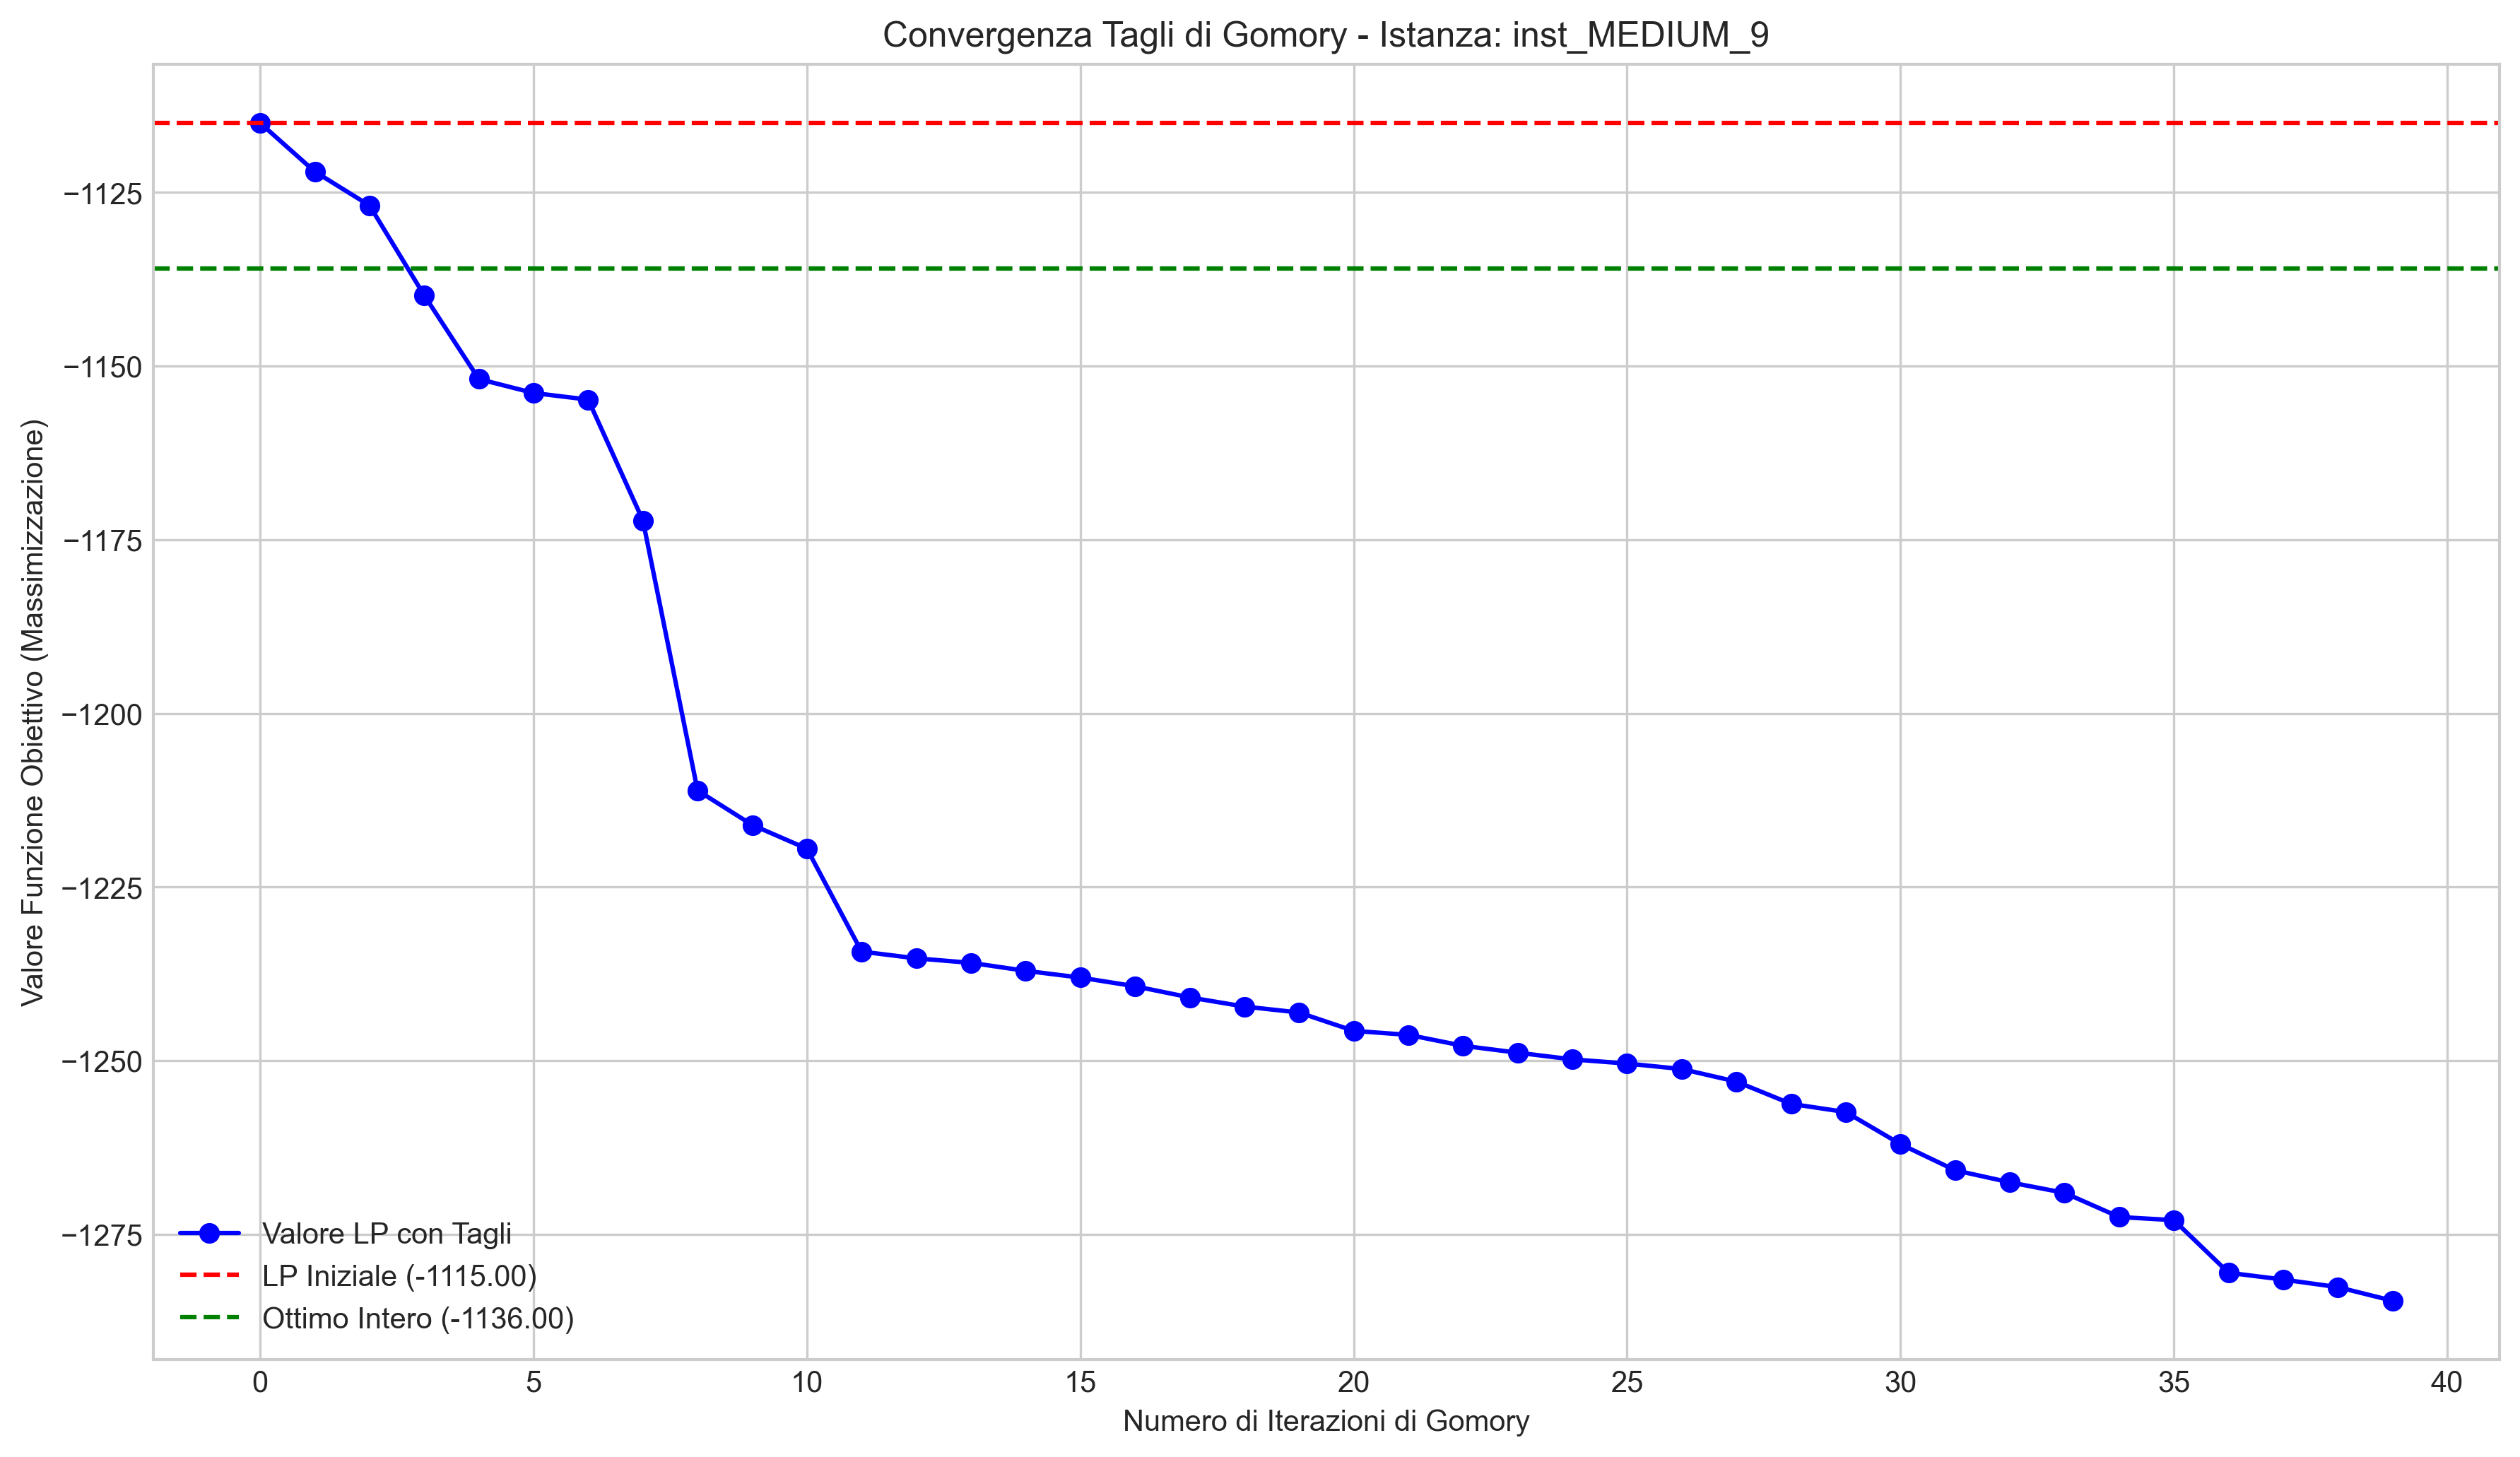 Convergenza Tagli di Gomory - Istanza: inst_MEDIUM_9
Valore Funzione Obiettivo (Massimizzazione)
−1125
−1150
−1175
−1200
−1225
−1250
−1275
Valore LP con Tagli
LP Iniziale (-1115.00)
Ottimo Intero (-1136.00)
0 5 10 15 20 25 30 35 40
Numero di Iterazioni di Gomory